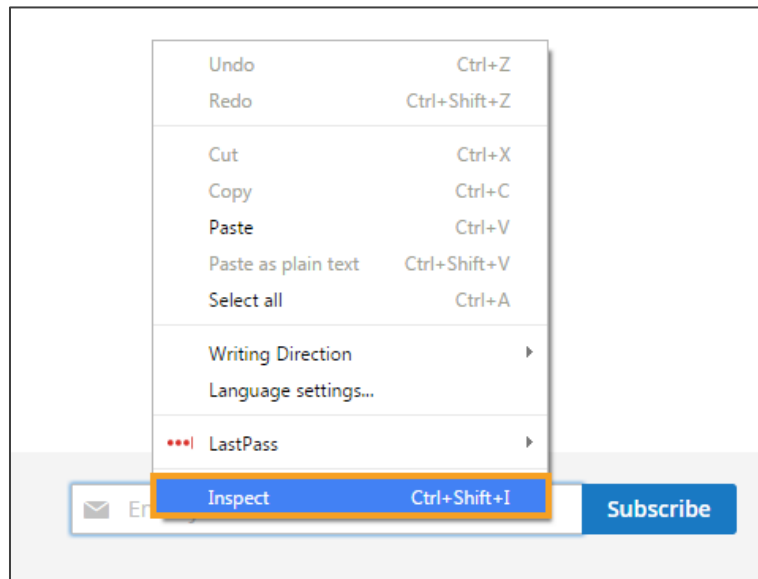 Undo Ctrl+Z
Redo Ctrl+Shift+Z
Cut Ctrl+X
Copy Ctrl+C
Paste Ctrl+V
Paste as plain text Ctrl+Shift+V
Select all Ctrl+A
Writing Direction
Language settings...
LastPass
Inspect Ctrl+Shift+I
Subscribe